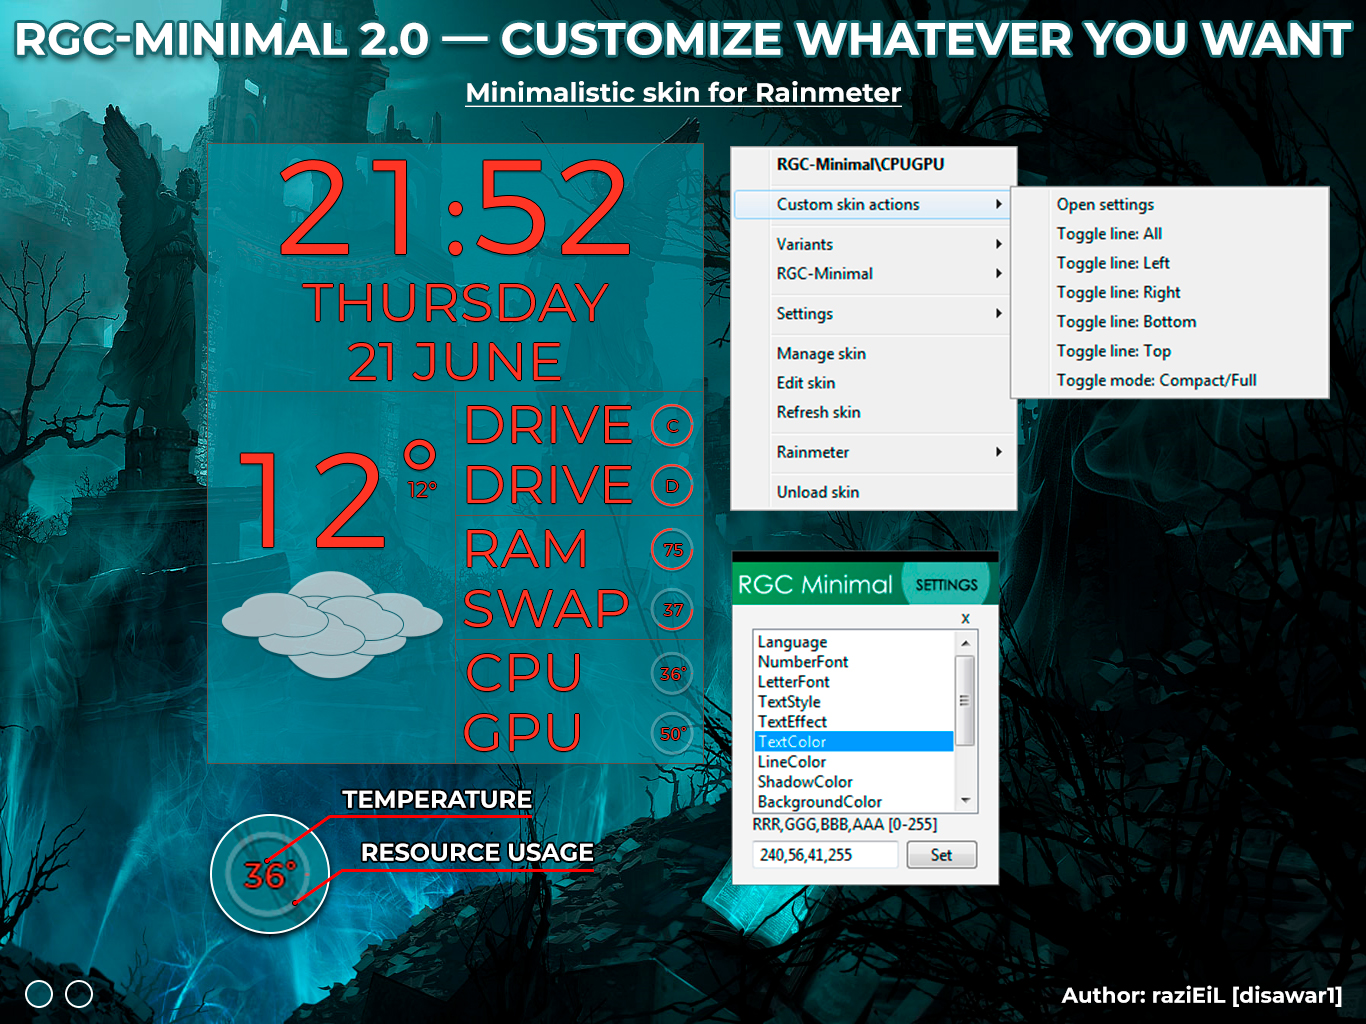 RGC-MINIMAL 2.0 — CUSTOMIZE WHATEVER YOU WANT
Minimalistic skin for Rainmeter
21:52
THURSDAY
21 JUNE
12°
12°
DRIVE C
DRIVE D
RAM 75
SWAP 37
CPU 36°
GPU 50°
TEMPERATURE
RESOURCE USAGE
36°
RGC-Minimal\CPUGPU
Custom skin actions
Variants
RGC-Minimal
Settings
Manage skin
Edit skin
Refresh skin
Rainmeter
Unload skin
Open settings
Toggle line: All
Toggle line: Left
Toggle line: Right
Toggle line: Bottom
Toggle line: Top
Toggle mode: Compact/Full
RGC Minimal SETTINGS
x
Language
NumberFont
LetterFont
TextStyle
TextEffect
TextColor
LineColor
ShadowColor
BackgroundColor
RRR,GGG,BBB,AAA [0-255]
240,56,41,255 Set
Author: raziEiL [disawar1]